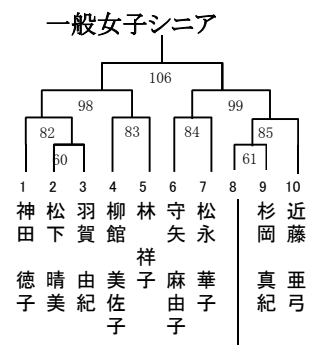 一般女子シニア
106
98
99
82
83
84
85
60
61
1 2 3 4 5 6 7 8 9 10
神田 徳子
松下 晴美
羽賀 由紀
柳館 美佐子
林 祥子
守矢 麻由子
松永 華子
杉岡 真紀
近藤 亜弓